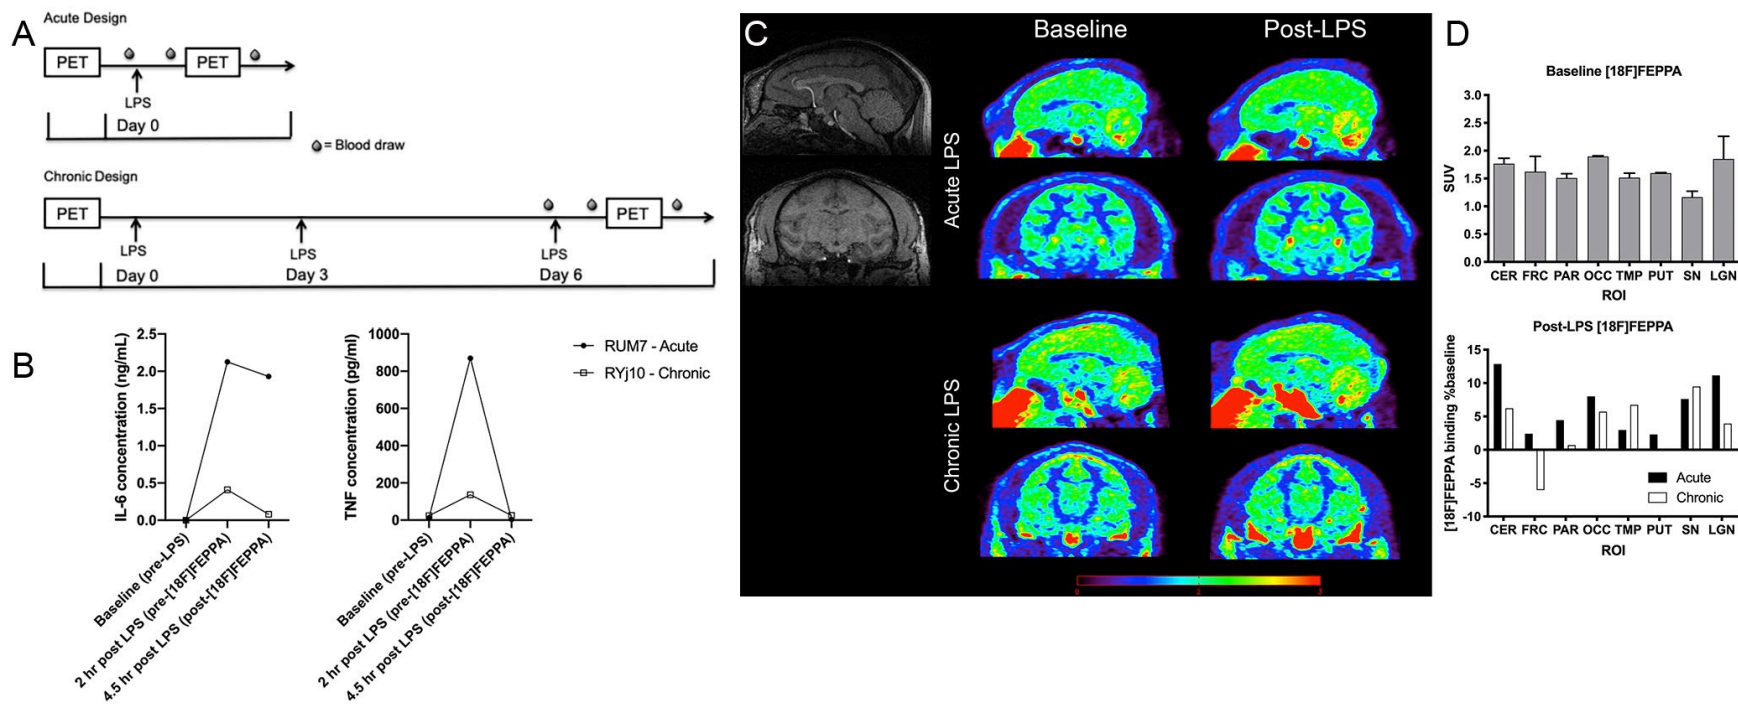 A
Acute Design
PET
PET
LPS
Day 0
= Blood draw
Chronic Design
PET
PET
LPS
LPS
LPS
Day 0
Day 3
Day 6
B
IL-6 concentration (ng/mL)
2.5
2.0
1.5
1.0
0.5
0.0
Baseline (pre-LPS)
2 hr post LPS (pre-[18F]FEPPA)
4.5 hr post LPS (post-[18F]FEPPA)
TNF concentration (pg/ml)
1000
800
600
400
200
0
Baseline (pre-LPS)
2 hr post LPS (pre-[18F]FEPPA)
4.5 hr post LPS (post-[18F]FEPPA)
RUM7 - Acute
RYj10 - Chronic
C
Baseline
Post-LPS
Acute LPS
Chronic LPS
0 2 3
D
Baseline [18F]FEPPA
SUV
3.0
2.5
2.0
1.5
1.0
0.5
0.0
CER FRC PAR OCC TMP PUT SN LGN
ROI
Post-LPS [18F]FEPPA
[18F]FEPPA binding %baseline
15
10
5
0
-5
-10
Acute
Chronic
CER FRC PAR OCC TMP PUT SN LGN
ROI